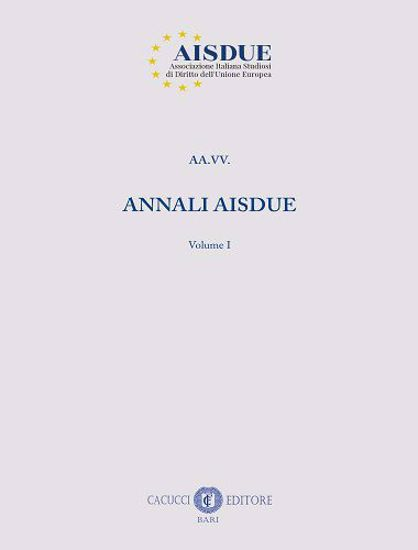 AISDUE
Associazione Italiana Studiosi
di Diritto dell'Unione Europea
AA.VV.
ANNALI AISDUE
Volume I
CACUCCI EDITORE
BARI